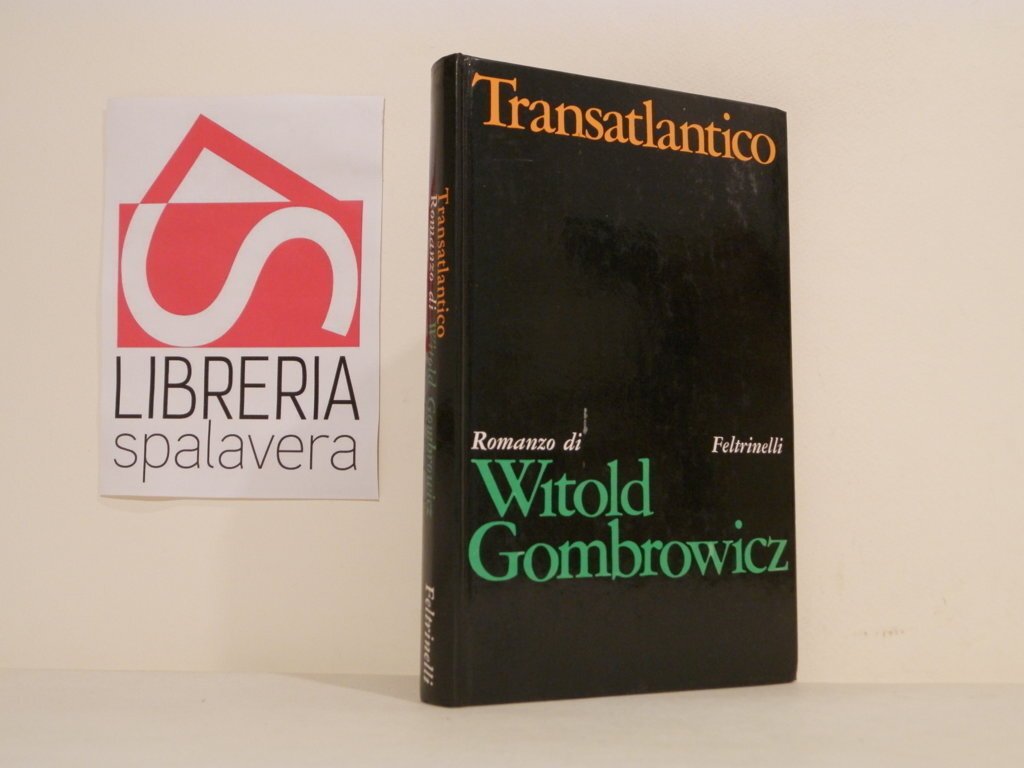 LIBRERIA
spalavera
Transatlantico
Romanzo di Witold Gombrowicz
Feltrinelli
Transatlantico
Romanzo di
Feltrinelli
Witold
Gombrowicz